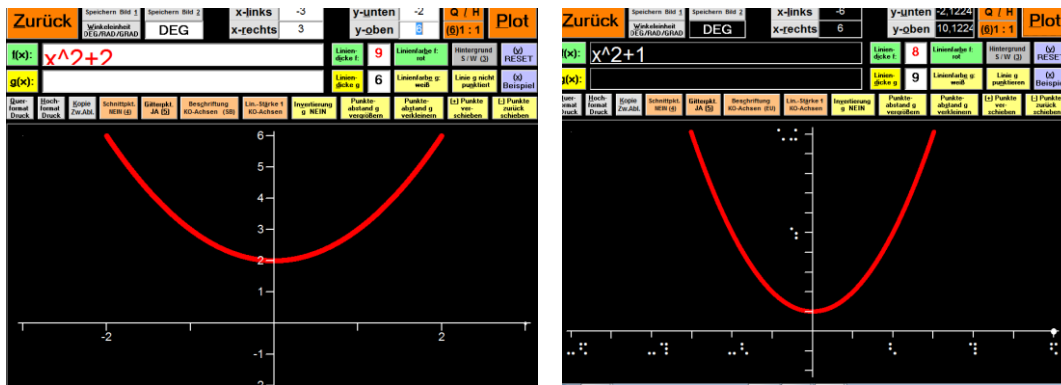 Zurück
Speichern Bild 1 Speichern Bild 2
x-links -3
y-unten -2
Q / H
Plot
Winkeleinheit DEG/RAD/GRAD
DEG
x-rechts 3
y-oben 6
(6)1 : 1
f(x): x^2+2
Linien-dicke f: 9
Linienfarbe f: rot
Hintergrund S / W (3)
(y) RESET
g(x):
Linien-dicke g 6
Linienfarbe g: weiß
Linie g nicht punktiert
(x) Beispiel
Quer-format Druck
Hoch-format Druck
Kopie Zw.Abl.
Schnittpkt. NEIN (4)
Gitterpkt. JA (5)
Beschriftung KO-Achsen (SB)
Lin.-Stärke 1 KO-Achsen
Invertierung g NEIN
Punkte-abstand g vergrößern
Punkte-abstand g verkleinern
(+) Punkte ver-schieben
(-) Punkte zurück schieben
6
5
4
3
2
1
-2 2
-1
-2
Zurück
Speichern Bild 1 Speichern Bild 2
x-links -6
y-unten -2,1224
Q / H
Plot
Winkeleinheit DEG/RAD/GRAD
DEG
x-rechts 6
y-oben 10,1224
(6)1 : 1
f(x): x^2+1
Linien-dicke f: 8
Linienfarbe f: rot
Hintergrund S / W (3)
(y) RESET
g(x):
Linien-dicke g 9
Linienfarbe g: weiß
Linie g punktieren
(x) Beispiel
Quer-format Druck
Hoch-format Druck
Kopie Zw.Abl.
Schnittpkt. NEIN (4)
Gitterpkt. JA (5)
Beschriftung KO-Achsen (EU)
Lin.-Stärke 1 KO-Achsen
Invertierung g NEIN
Punkte-abstand g vergrößern
Punkte-abstand g verkleinern
(+) Punkte ver-schieben
(-) Punkte zurück schieben